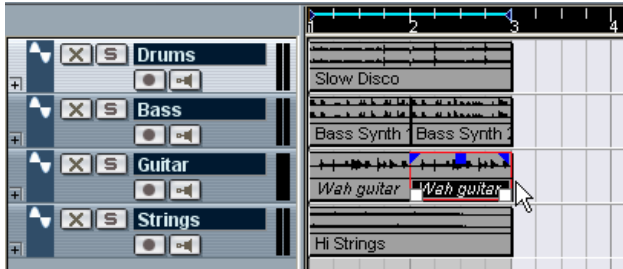 1 2 3 4
X S Drums
Slow Disco
X S Bass
Bass Synth 1 Bass Synth 2
X S Guitar
Wah guitar Wah guitar
X S Strings
Hi Strings